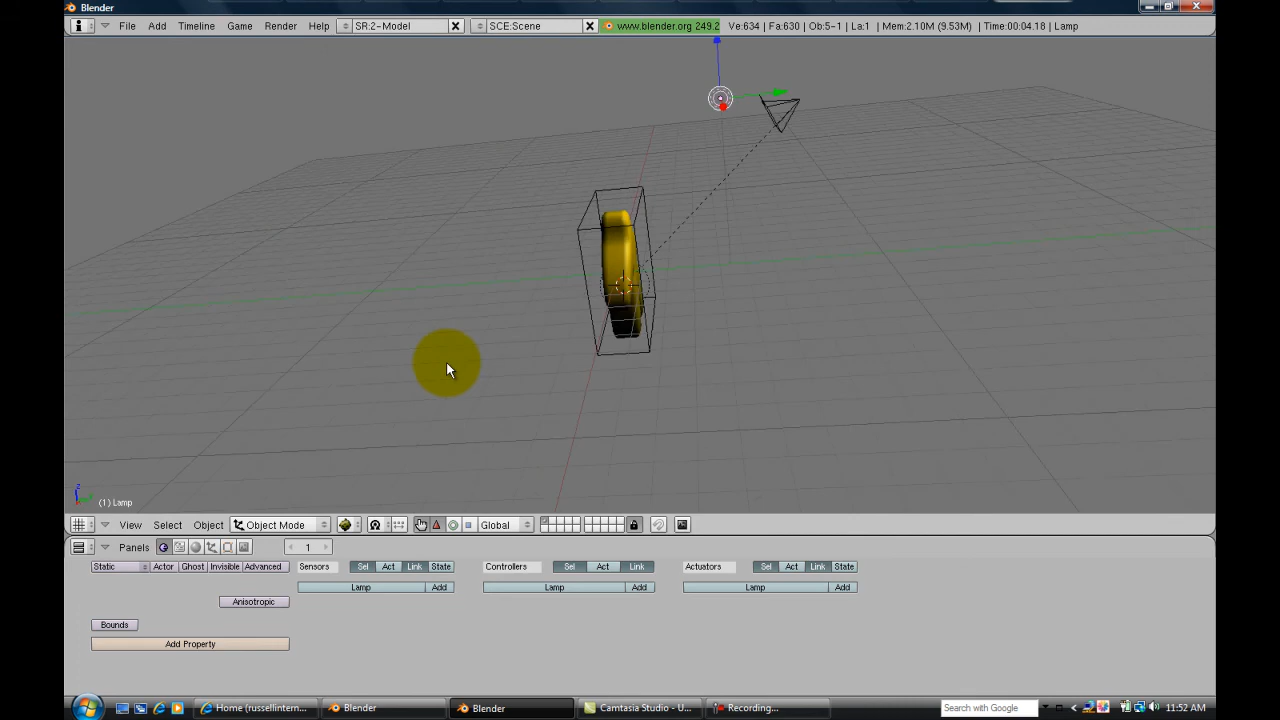 Blender
File Add Timeline Game Render Help SR:2-Model SCE:Scene www.blender.org 249.2 Ve:634 | Fa:630 | Ob:5-1 | La:1 | Mem:2.10M (9.53M) | Time:00:04.18 | Lamp
z
(1) Lamp
View Select Object Object Mode Global
Panels 1
Static Actor Ghost Invisible Advanced Sensors Sel Act Link State Controllers Sel Act Link Actuators Sel Act Link State
Lamp Add Lamp Add Lamp Add
Anisotropic
Bounds
Add Property
Home (russellintern... Blender Blender Camtasia Studio - U... Recording... Search with Google 11:52 AM